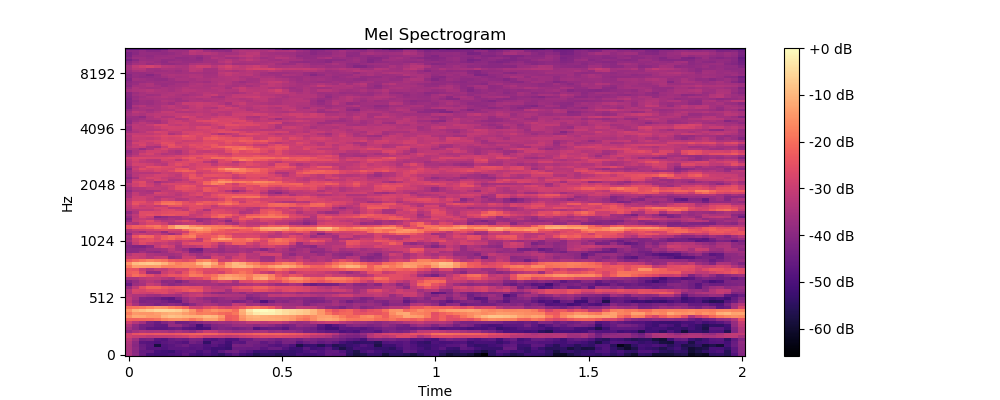 Mel Spectrogram
Hz
8192
4096
2048
1024
512
0
0 0.5 1 1.5 2
Time
+0 dB
-10 dB
-20 dB
-30 dB
-40 dB
-50 dB
-60 dB